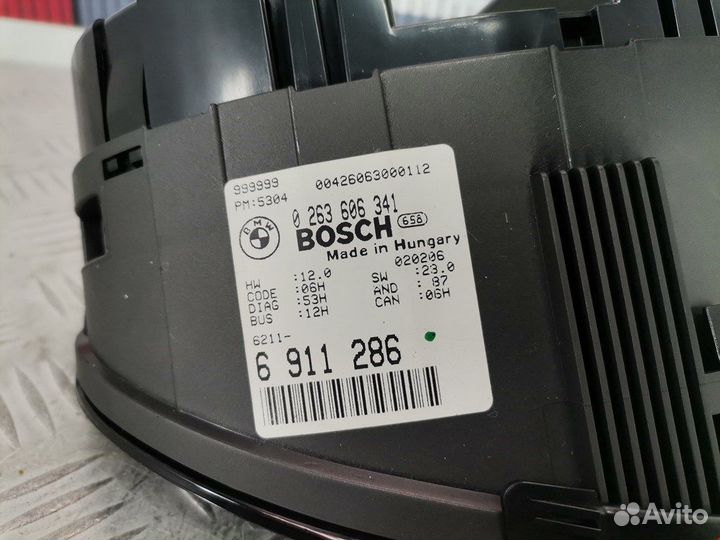 999999 00426063000112
PM:5304
0 263 606 341
BMW
BOSCH 658
Made in Hungary
020206
HW :12.0 SW :23.0
CODE :06H AND : 87
DIAG :53H CAN :06H
BUS :12H
6211-
6 911 286
Avito